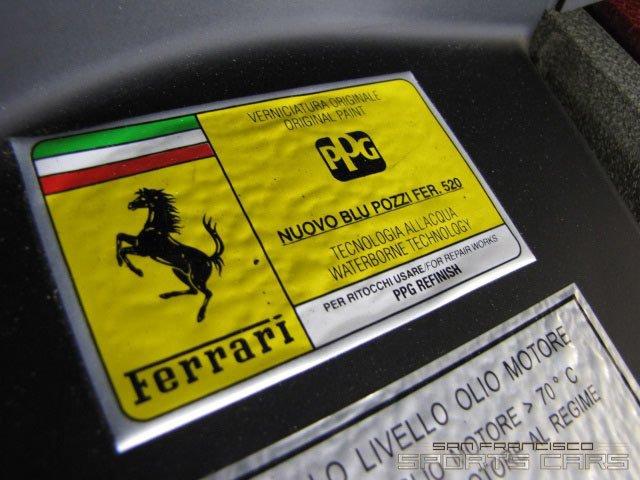 VERNICIATURA ORIGINALE
ORIGINAL PAINT
PPG
NUOVO BLU POZZI FER. 520
TECNOLOGIA ALL'ACQUA
WATERBORNE TECHNOLOGY
PER RITOCCHI USARE/FOR REPAIR WORKS
PPG REFINISH
Ferrari
LIVELLO OLIO MOTORE
MOTORE > 70° C
AL REGIME
SAN FRANCISCO
SPORTS CARS